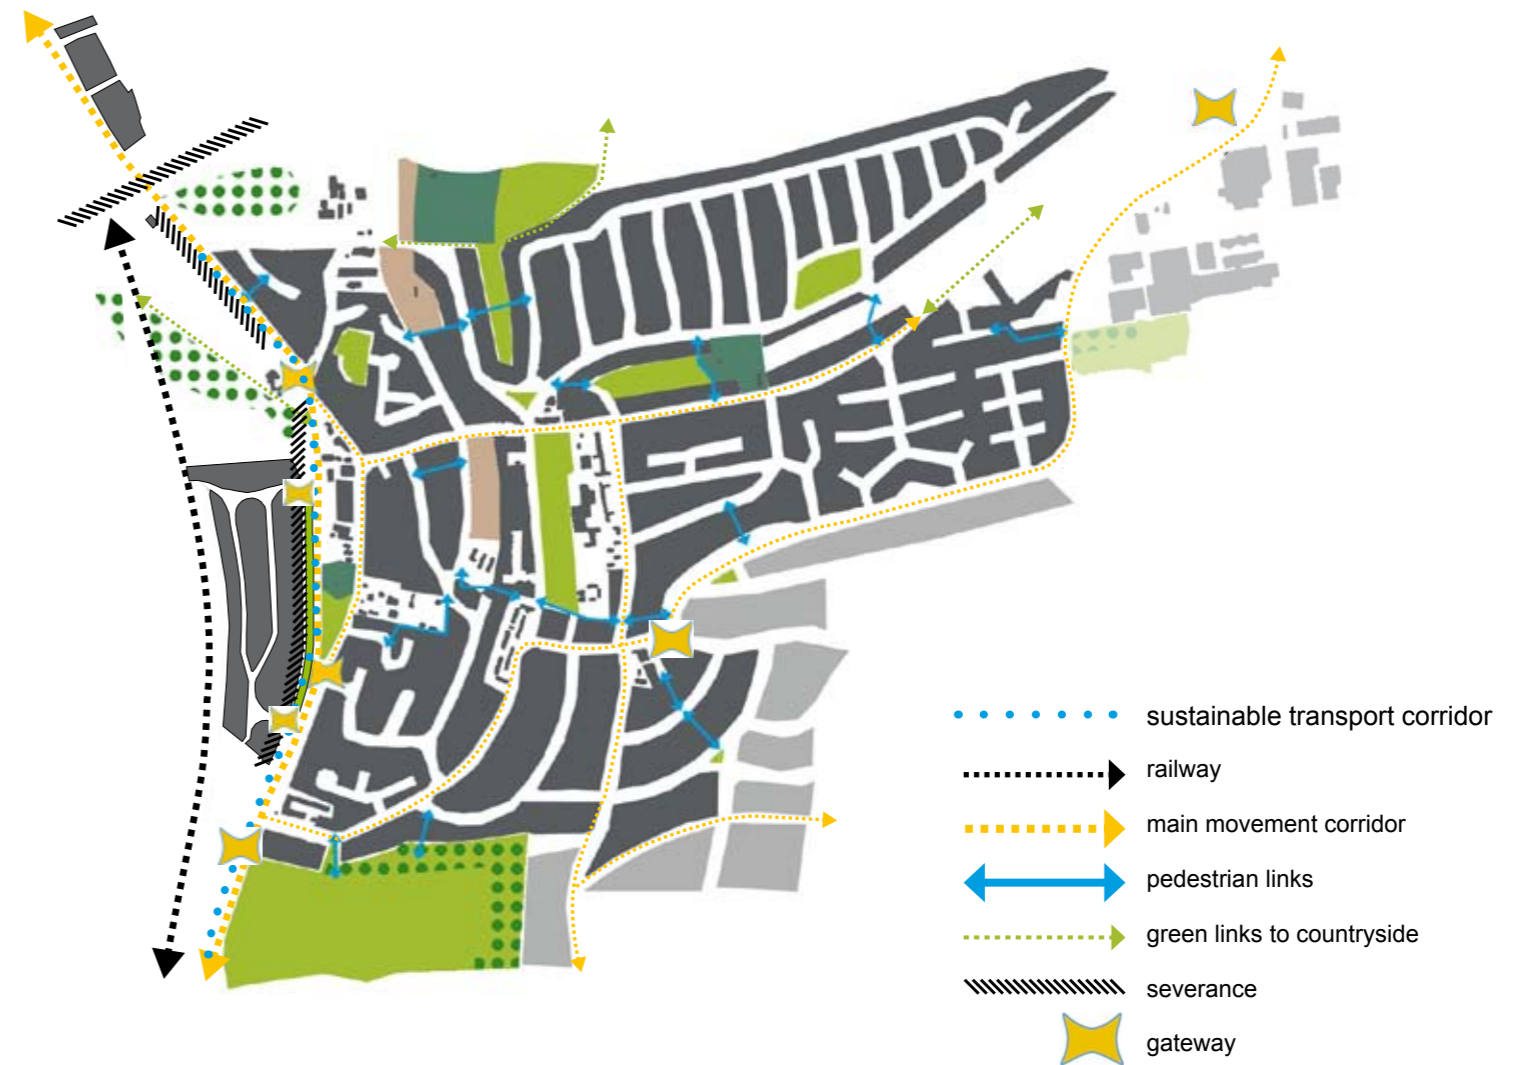 sustainable transport corridor
railway
main movement corridor
pedestrian links
green links to countryside
severance
gateway